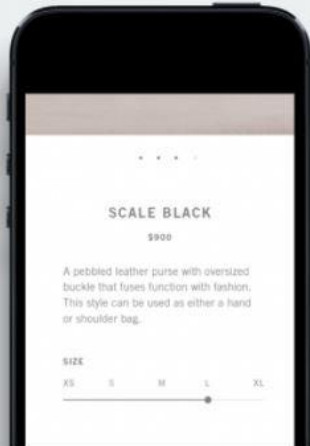 SCALE BLACK
$900
A pebbled leather purse with oversized
buckle that fuses function with fashion.
This style can be used as either a hand
or shoulder bag.
SIZE
XS S M L XL